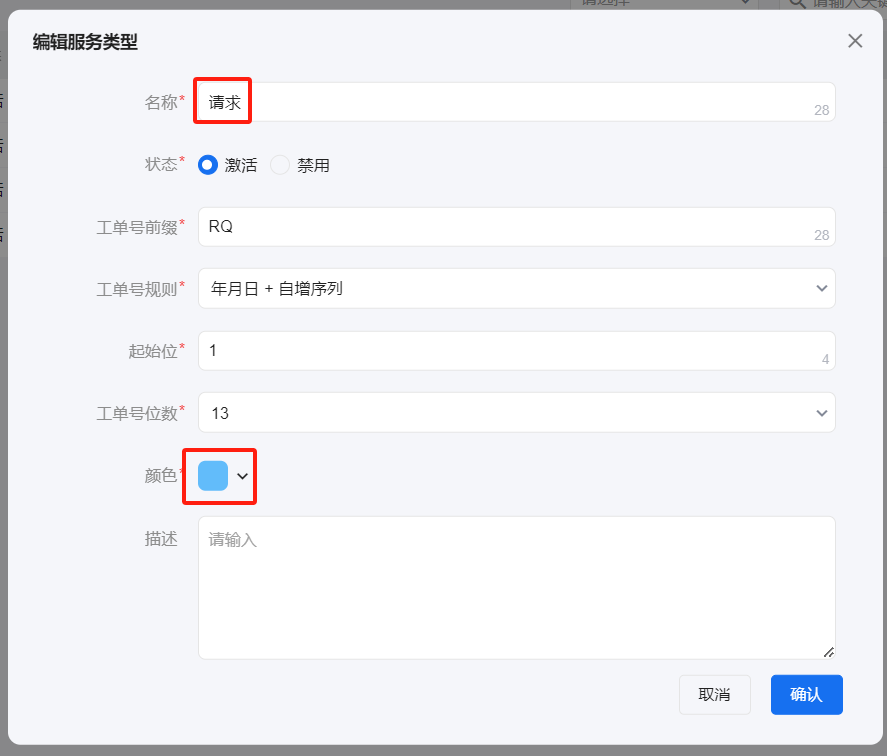 编辑服务类型
名称* 请求 28
状态* 激活 禁用
工单号前缀* RQ 28
工单号规则* 年月日 + 自增序列
起始位* 1 4
工单号位数* 13
颜色*
描述 请输入
取消 确认